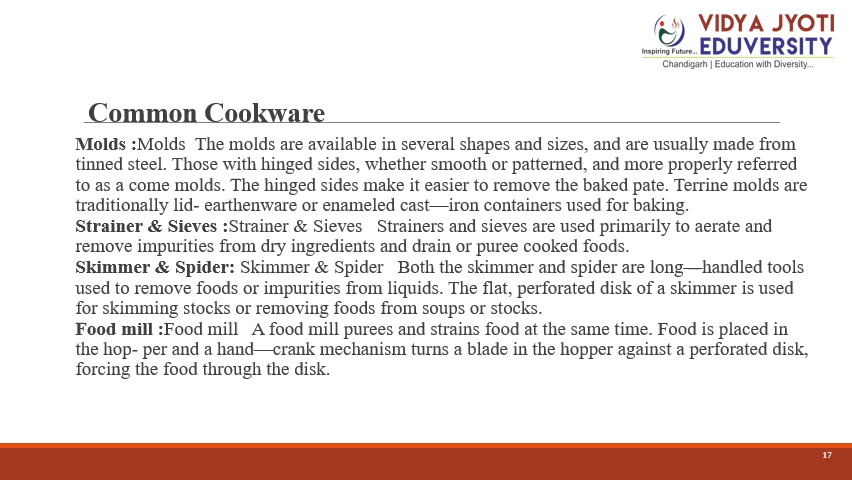 VIDYA JYOTI
EDUVERSITY
Inspiring Future...
Chandigarh | Education with Diversity...
Common Cookware
Molds :Molds  The molds are available in several shapes and sizes, and are usually made from
tinned steel. Those with hinged sides, whether smooth or patterned, and more properly referred
to as a come molds. The hinged sides make it easier to remove the baked pate. Terrine molds are
traditionally lid- earthenware or enameled cast—iron containers used for baking.
Strainer & Sieves :Strainer & Sieves   Strainers and sieves are used primarily to aerate and
remove impurities from dry ingredients and drain or puree cooked foods.
Skimmer & Spider: Skimmer & Spider   Both the skimmer and spider are long—handled tools
used to remove foods or impurities from liquids. The flat, perforated disk of a skimmer is used
for skimming stocks or removing foods from soups or stocks.
Food mill :Food mill   A food mill purees and strains food at the same time. Food is placed in
the hop- per and a hand—crank mechanism turns a blade in the hopper against a perforated disk,
forcing the food through the disk.
17